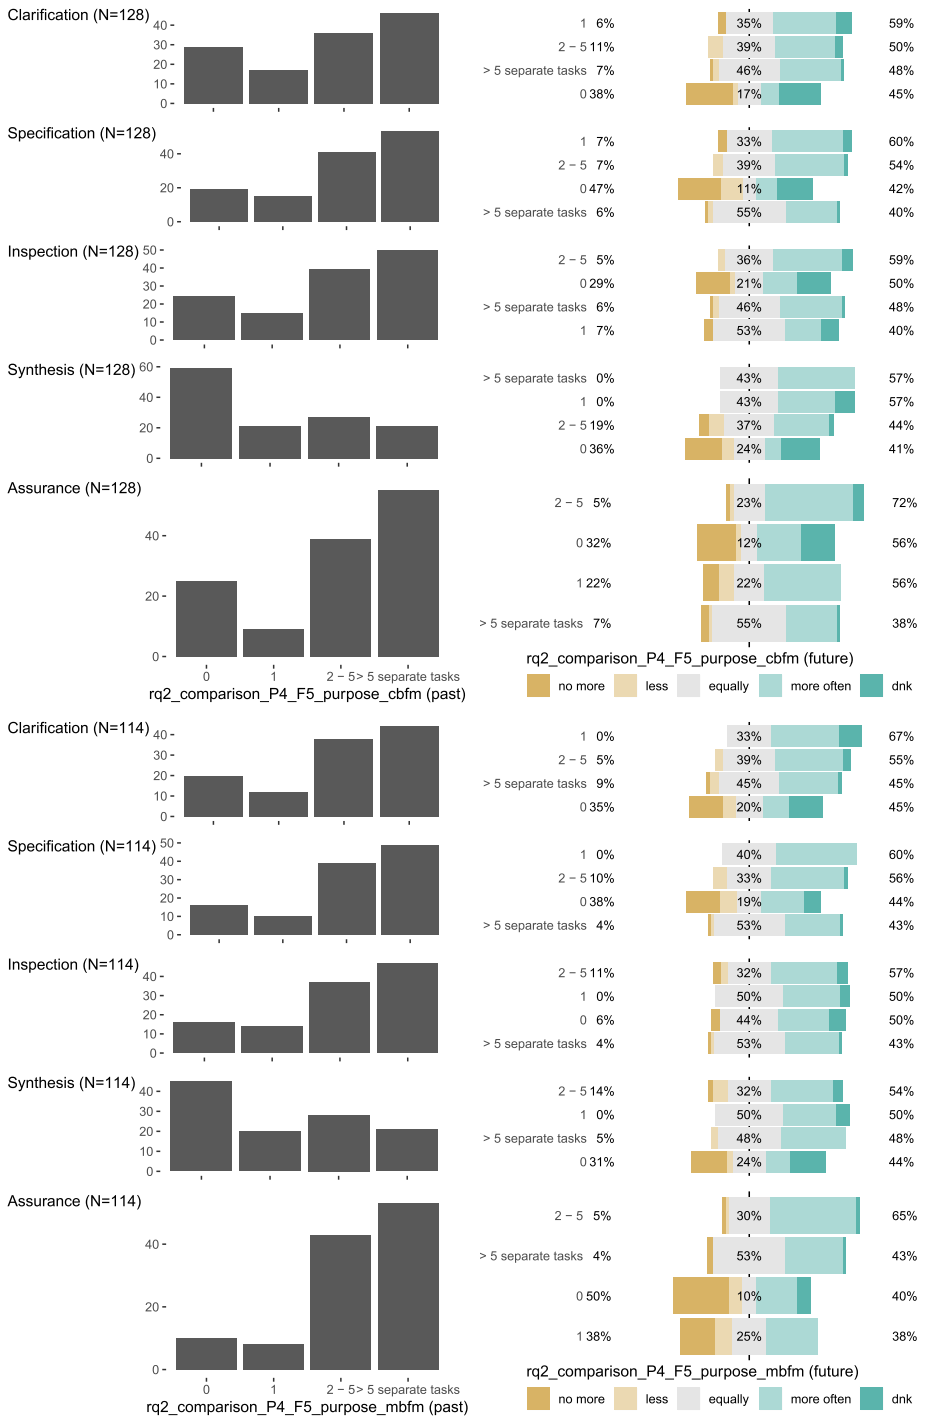 Clarification (N=128)
40
30
20
10
0
1 6% 35% 59%
2 − 5 11% 39% 50%
> 5 separate tasks 7% 46% 48%
0 38% 17% 45%
Specification (N=128)
40
20
0
1 7% 33% 60%
2 − 5 7% 39% 54%
0 47% 11% 42%
> 5 separate tasks 6% 55% 40%
Inspection (N=128)
50
40
30
20
10
0
2 − 5 5% 36% 59%
0 29% 21% 50%
> 5 separate tasks 6% 46% 48%
1 7% 53% 40%
Synthesis (N=128)
60
40
20
0
> 5 separate tasks 0% 43% 57%
1 0% 43% 57%
2 − 5 19% 37% 44%
0 36% 24% 41%
Assurance (N=128)
40
20
0
2 − 5 5% 23% 72%
0 32% 12% 56%
1 22% 22% 56%
> 5 separate tasks 7% 55% 38%
0 1 2 − 5 > 5 separate tasks
rq2_comparison_P4_F5_purpose_cbfm (past)
rq2_comparison_P4_F5_purpose_cbfm (future)
no more less equally more often dnk
Clarification (N=114)
40
30
20
10
0
1 0% 33% 67%
2 − 5 5% 39% 55%
> 5 separate tasks 9% 45% 45%
0 35% 20% 45%
Specification (N=114)
50
40
30
20
10
0
1 0% 40% 60%
2 − 5 10% 33% 56%
0 38% 19% 44%
> 5 separate tasks 4% 53% 43%
Inspection (N=114)
40
30
20
10
0
2 − 5 11% 32% 57%
1 0% 50% 50%
0 6% 44% 50%
> 5 separate tasks 4% 53% 43%
Synthesis (N=114)
40
30
20
10
0
2 − 5 14% 32% 54%
1 0% 50% 50%
> 5 separate tasks 5% 48% 48%
0 31% 24% 44%
Assurance (N=114)
40
20
0
2 − 5 5% 30% 65%
> 5 separate tasks 4% 53% 43%
0 50% 10% 40%
1 38% 25% 38%
0 1 2 − 5 > 5 separate tasks
rq2_comparison_P4_F5_purpose_mbfm (past)
rq2_comparison_P4_F5_purpose_mbfm (future)
no more less equally more often dnk